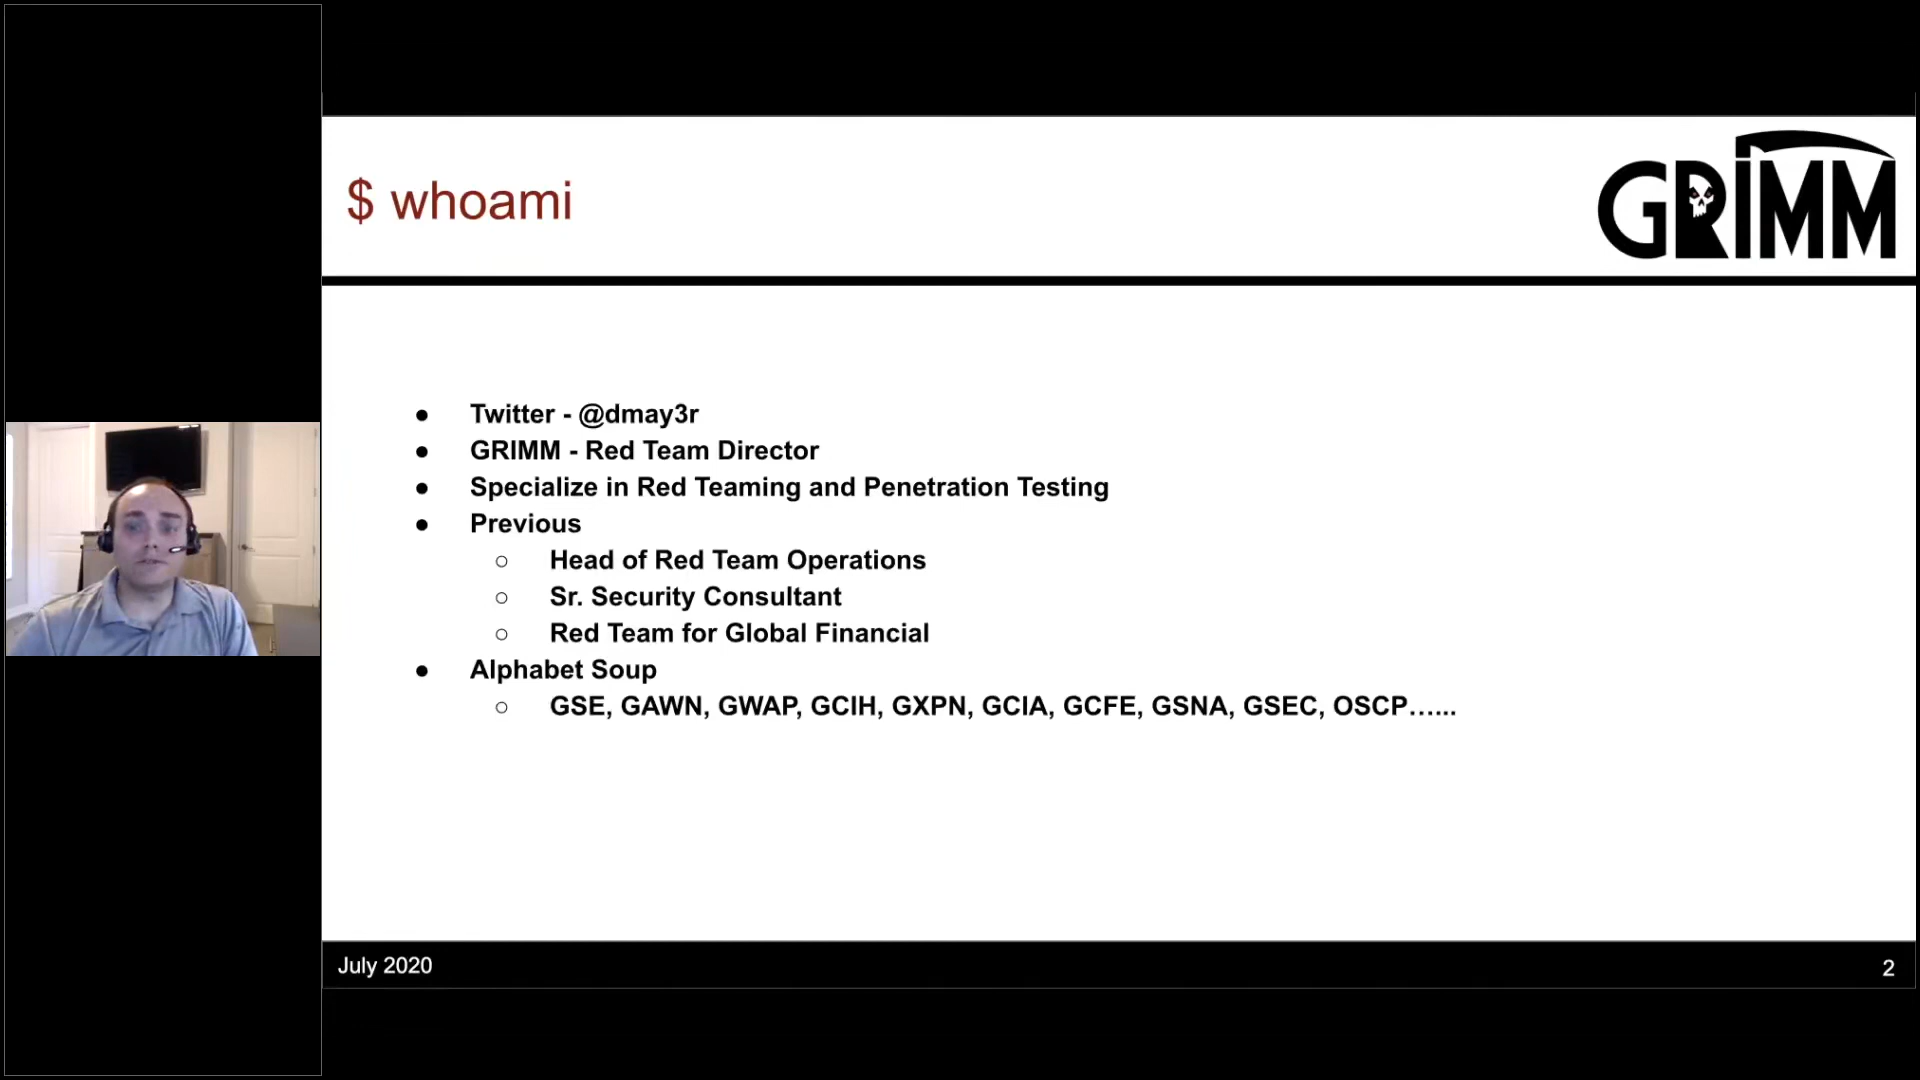 $ whoami
GRIMM
● Twitter - @dmay3r
● GRIMM - Red Team Director
● Specialize in Red Teaming and Penetration Testing
● Previous
○ Head of Red Team Operations
○ Sr. Security Consultant
○ Red Team for Global Financial
● Alphabet Soup
○ GSE, GAWN, GWAP, GCIH, GXPN, GCIA, GCFE, GSNA, GSEC, OSCP…...
July 2020
2